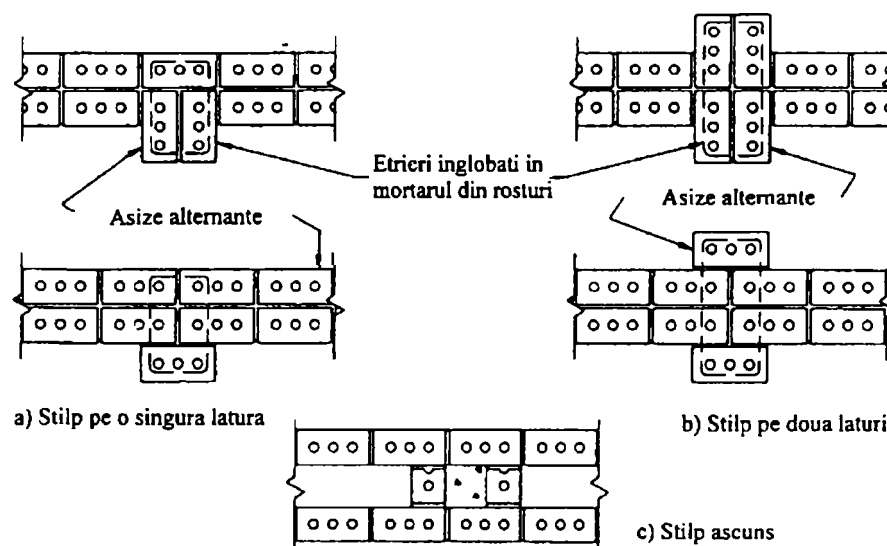 Etrieri inglobati in
mortarul din rosturi
Asize alternante
Asize alternante
a) Stilp pe o singura latura
b) Stilp pe doua laturi
c) Stilp ascuns